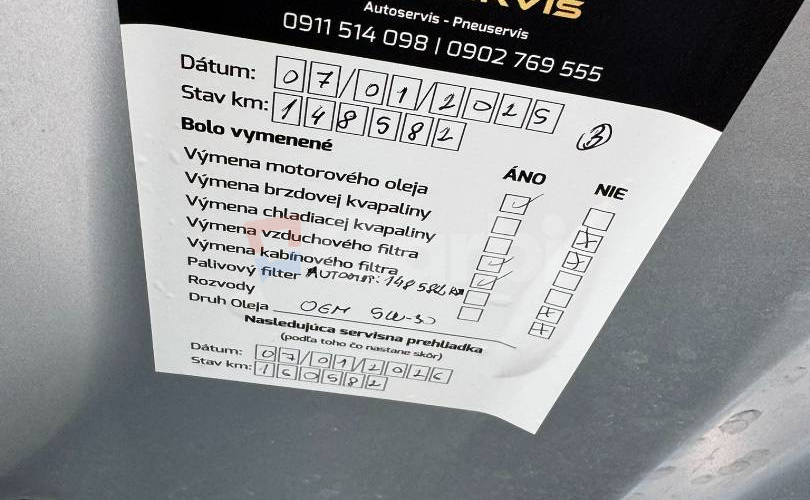 Autoservis - Pneuservis
0911 514 098 | 0902 769 555
Dátum: 07/01/2025
Stav km: 148582
3
Bolo vymenené
ÁNO NIE
Výmena motorového oleja
Výmena brzdovej kvapaliny
Výmena chladiacej kvapaliny
Výmena vzduchového filtra
Výmena kabínového filtra
Palivový filter
Rozvody
Druh Oleja OEM 5W-30
Nasledujúca servisna prehliadka
(podľa toho čo nastane skôr)
Dátum: 07/01/2026
Stav km: 160582